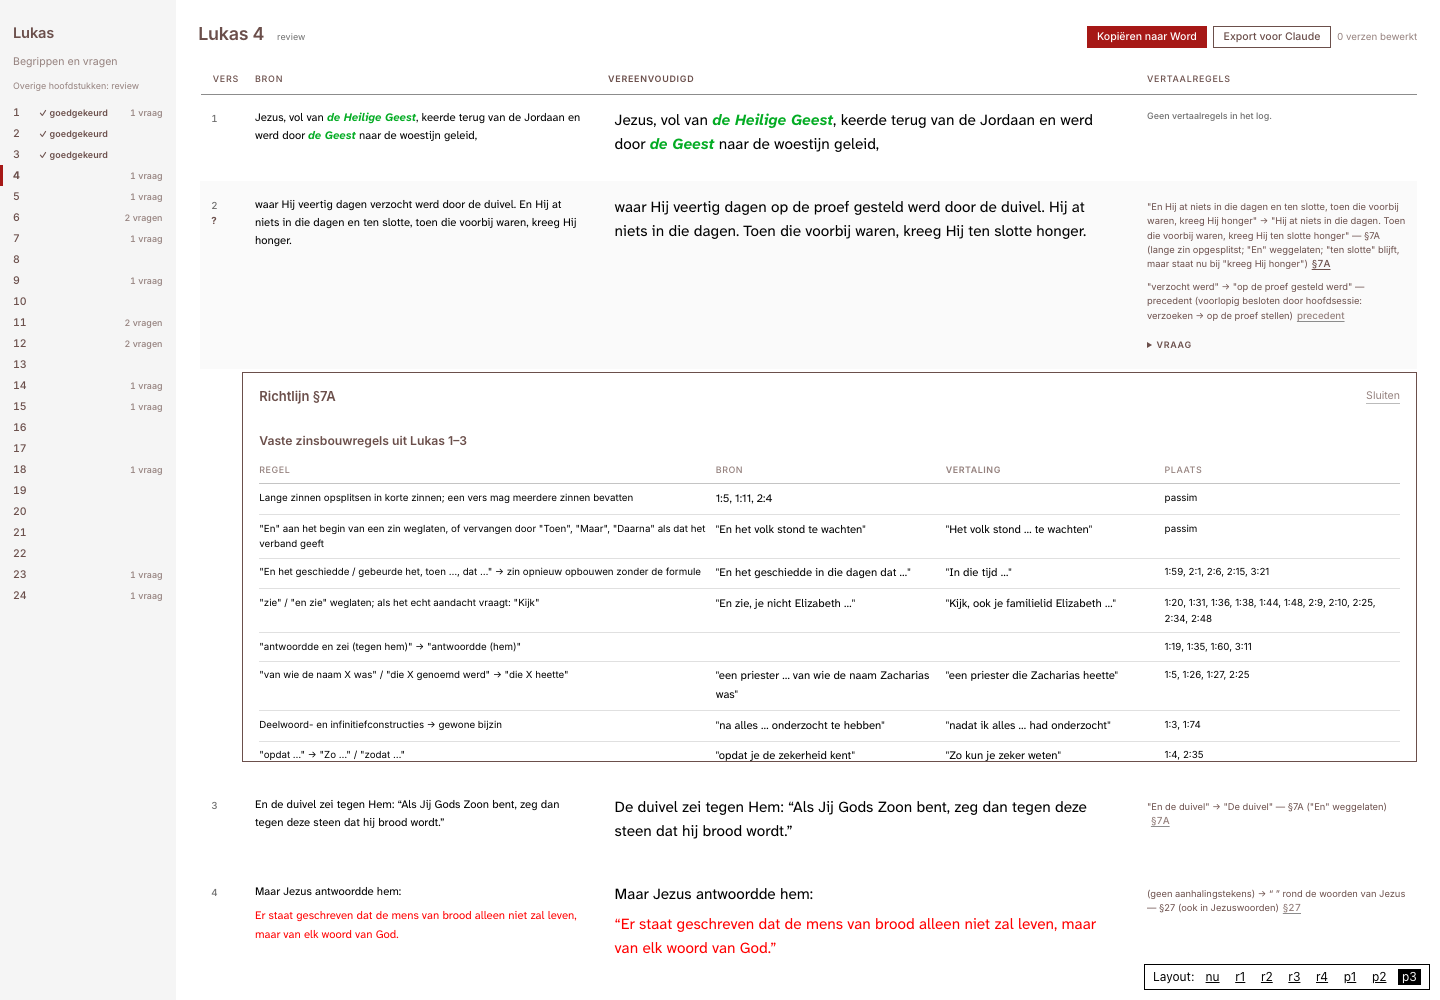 Lukas
Begrippen en vragen
Overige hoofdstukken: review
1 ✓ goedgekeurd 1 vraag
2 ✓ goedgekeurd
3 ✓ goedgekeurd
4 1 vraag
5 1 vraag
6 2 vragen
7 1 vraag
8
9 1 vraag
10
11 2 vragen
12 2 vragen
13
14 1 vraag
15 1 vraag
16
17
18 1 vraag
19
20
21
22
23 1 vraag
24 1 vraag
Lukas 4 review
Kopiëren naar Word Export voor Claude 0 verzen bewerkt
VERS BRON VEREENVOUDIGD VERTAALREGELS
1
Jezus, vol van de Heilige Geest, keerde terug van de Jordaan en
werd door de Geest naar de woestijn geleid,
Jezus, vol van de Heilige Geest, keerde terug van de Jordaan en werd
door de Geest naar de woestijn geleid,
Geen vertaalregels in het log.
2
?
waar Hij veertig dagen verzocht werd door de duivel. En Hij at
niets in die dagen en ten slotte, toen die voorbij waren, kreeg Hij
honger.
waar Hij veertig dagen op de proef gesteld werd door de duivel. Hij at
niets in die dagen. Toen die voorbij waren, kreeg Hij ten slotte honger.
"En Hij at niets in die dagen en ten slotte, toen die voorbij
waren, kreeg Hij honger" → "Hij at niets in die dagen. Toen
die voorbij waren, kreeg Hij ten slotte honger" — §7A
(lange zin opgesplitst; "En" weggelaten; "ten slotte" blijft,
maar staat nu bij "kreeg Hij honger") §7A
"verzocht werd" → "op de proef gesteld werd" —
precedent (voorlopig besloten door hoofdsessie:
verzoeken → op de proef stellen) precedent
▶ VRAAG
Richtlijn §7A Sluiten
Vaste zinsbouwregels uit Lukas 1–3
REGEL BRON VERTALING PLAATS
Lange zinnen opsplitsen in korte zinnen; een vers mag meerdere zinnen bevatten 1:5, 1:11, 2:4 passim
"En" aan het begin van een zin weglaten, of vervangen door "Toen", "Maar", "Daarna" als dat het "En het volk stond te wachten" "Het volk stond ... te wachten" passim
verband geeft
"En het geschiedde / gebeurde het, toen ..., dat ..." → zin opnieuw opbouwen zonder de formule "En het geschiedde in die dagen dat ..." "In die tijd ..." 1:59, 2:1, 2:6, 2:15, 3:21
"zie" / "en zie" weglaten; als het echt aandacht vraagt: "Kijk" "En zie, je nicht Elizabeth ..." "Kijk, ook je familielid Elizabeth ..." 1:20, 1:31, 1:36, 1:38, 1:44, 1:48, 2:9, 2:10, 2:25,
2:34, 2:48
"antwoordde en zei (tegen hem)" → "antwoordde (hem)" 1:19, 1:35, 1:60, 3:11
"van wie de naam X was" / "die X genoemd werd" → "die X heette" "een priester ... van wie de naam Zacharias "een priester die Zacharias heette" 1:5, 1:26, 1:27, 2:25
was"
Deelwoord- en infinitiefconstructies → gewone bijzin "na alles ... onderzocht te hebben" "nadat ik alles ... had onderzocht" 1:3, 1:74
"opdat ..." → "Zo ..." / "zodat ..." "opdat je de zekerheid kent" "Zo kun je zeker weten" 1:4, 2:35
3
En de duivel zei tegen Hem: “Als Jij Gods Zoon bent, zeg dan
tegen deze steen dat hij brood wordt.”
De duivel zei tegen Hem: “Als Jij Gods Zoon bent, zeg dan tegen deze
steen dat hij brood wordt.”
"En de duivel" → "De duivel" — §7A ("En" weggelaten)
§7A
4
Maar Jezus antwoordde hem:
Er staat geschreven dat de mens van brood alleen niet zal leven,
maar van elk woord van God.
Maar Jezus antwoordde hem:
“Er staat geschreven dat de mens van brood alleen niet zal leven, maar
van elk woord van God.”
(geen aanhalingstekens) → “ ” rond de woorden van Jezus
— §27 (ook in Jezuswoorden) §27
Layout: nu r1 r2 r3 r4 p1 p2 p3